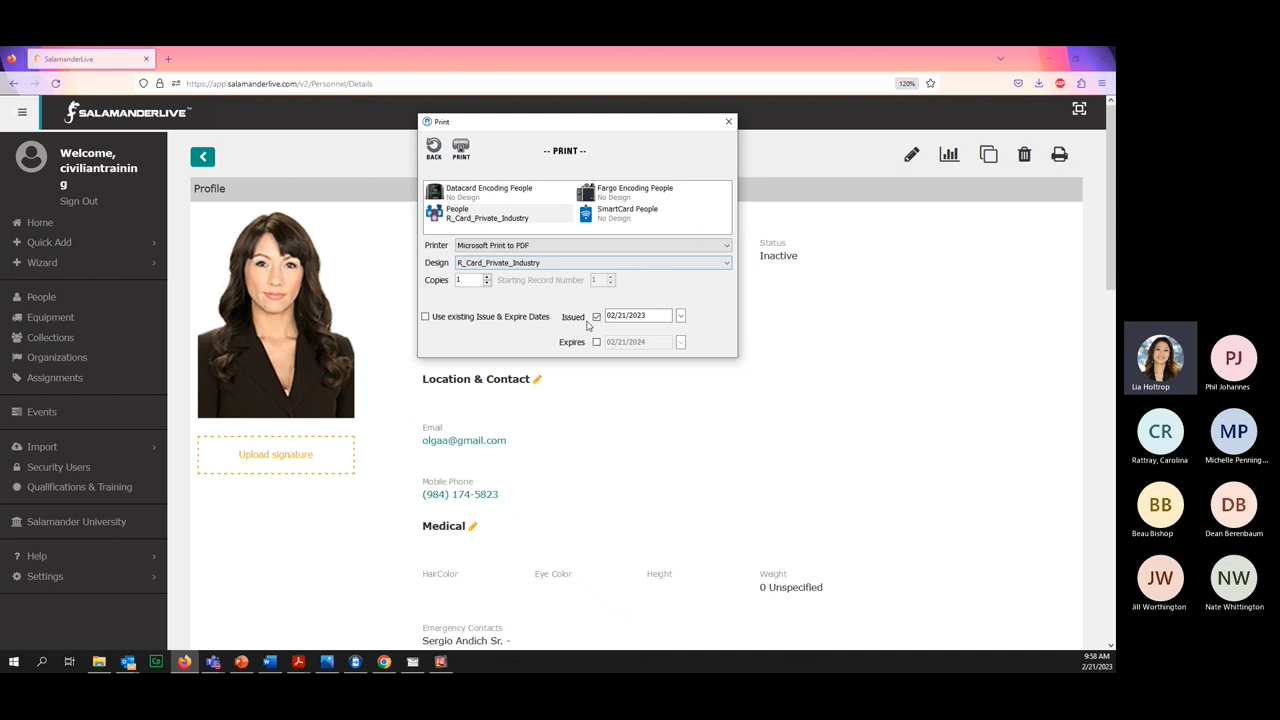 SalamanderLive
https://app.salamanderlive.com/v2/Personnel/Details
120%
SALAMANDERLIVE™
Welcome,
civiliantrainin
g
Sign Out
Home
Quick Add
Wizard
People
Equipment
Collections
Organizations
Assignments
Events
Import
Security Users
Qualifications & Training
Salamander University
Help
Settings
Profile
Upload signature
Print
BACK
PRINT
-- PRINT --
Datacard Encoding People
No Design
Fargo Encoding People
No Design
People
R_Card_Private_Industry
SmartCard People
No Design
Printer Microsoft Print to PDF
Design R_Card_Private_Industry
Copies 1 Starting Record Number 1
Use existing Issue & Expire Dates Issued 02/21/2023
Expires 02/21/2024
Status
Inactive
Location & Contact
Email
olgaa@gmail.com
Mobile Phone
(984) 174-5823
Medical
HairColor Eye Color Height Weight
0 Unspecified
Emergency Contacts
Sergio Andich Sr. -
9:58 AM
2/21/2023
Lia Holtrop
PJ
Phil Johannes
CR
Rattray, Carolina
MP
Michelle Penning...
BB
Beau Bishop
DB
Dean Berenbaum
JW
Jill Worthington
NW
Nate Whittington